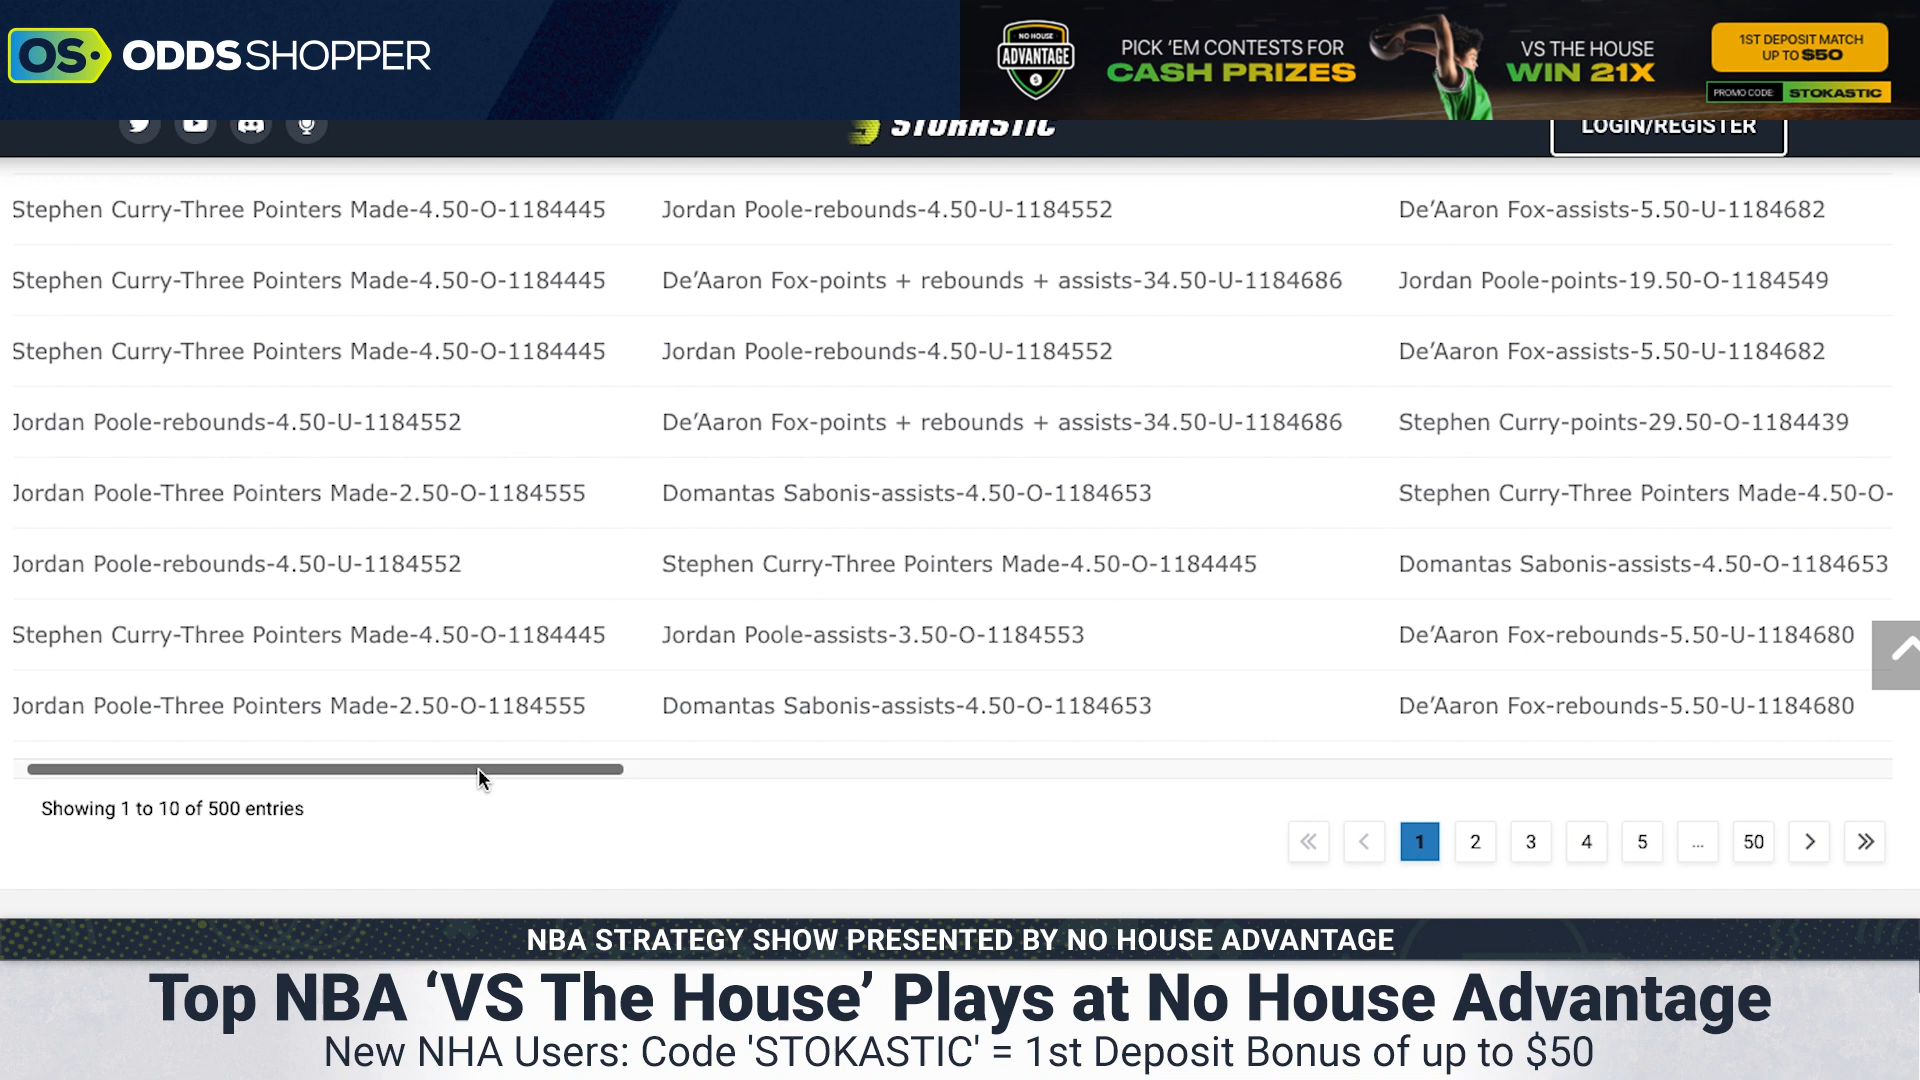 OS. ODDSSHOPPER
NO HOUSE
ADVANTAGE
PICK 'EM CONTESTS FOR
CASH PRIZES
VS THE HOUSE
WIN 21X
1ST DEPOSIT MATCH
UP TO $50
PROMO CODE: STOKASTIC
STOKASTIC
LOGIN/REGISTER
Stephen Curry-Three Pointers Made-4.50-O-1184445 Jordan Poole-rebounds-4.50-U-1184552 De’Aaron Fox-assists-5.50-U-1184682
Stephen Curry-Three Pointers Made-4.50-O-1184445 De’Aaron Fox-points + rebounds + assists-34.50-U-1184686 Jordan Poole-points-19.50-O-1184549
Stephen Curry-Three Pointers Made-4.50-O-1184445 Jordan Poole-rebounds-4.50-U-1184552 De’Aaron Fox-assists-5.50-U-1184682
Jordan Poole-rebounds-4.50-U-1184552 De’Aaron Fox-points + rebounds + assists-34.50-U-1184686 Stephen Curry-points-29.50-O-1184439
Jordan Poole-Three Pointers Made-2.50-O-1184555 Domantas Sabonis-assists-4.50-O-1184653 Stephen Curry-Three Pointers Made-4.50-O-
Jordan Poole-rebounds-4.50-U-1184552 Stephen Curry-Three Pointers Made-4.50-O-1184445 Domantas Sabonis-assists-4.50-O-1184653
Stephen Curry-Three Pointers Made-4.50-O-1184445 Jordan Poole-assists-3.50-O-1184553 De’Aaron Fox-rebounds-5.50-U-1184680
Jordan Poole-Three Pointers Made-2.50-O-1184555 Domantas Sabonis-assists-4.50-O-1184653 De’Aaron Fox-rebounds-5.50-U-1184680
Showing 1 to 10 of 500 entries
1 2 3 4 5 ... 50
NBA STRATEGY SHOW PRESENTED BY NO HOUSE ADVANTAGE
Top NBA ‘VS The House’ Plays at No House Advantage
New NHA Users: Code 'STOKASTIC' = 1st Deposit Bonus of up to $50